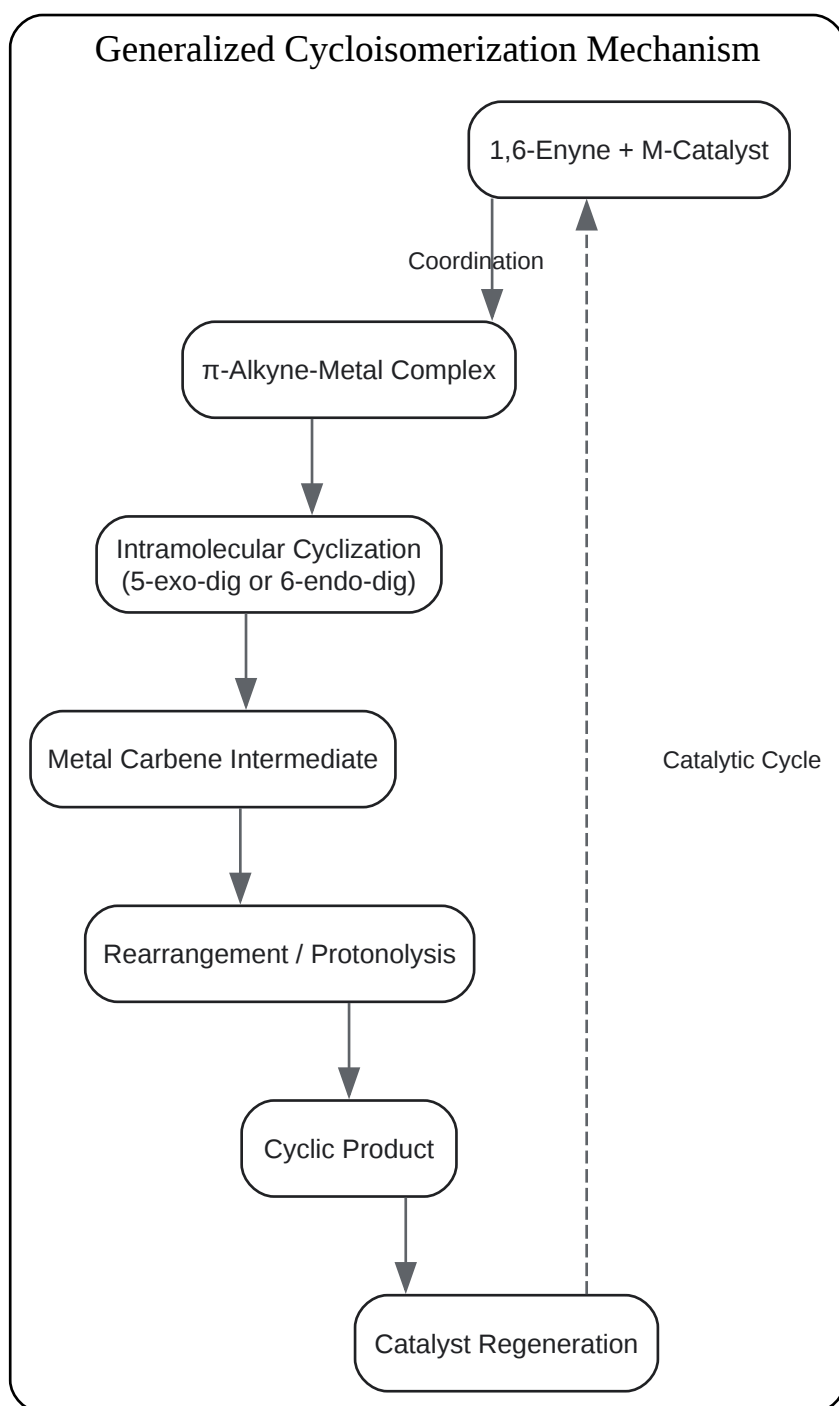 Generalized Cycloisomerization Mechanism
1,6-Enyne + M-Catalyst
Coordination
π-Alkyne-Metal Complex
Intramolecular Cyclization
(5-exo-dig or 6-endo-dig)
Metal Carbene Intermediate
Catalytic Cycle
Rearrangement / Protonolysis
Cyclic Product
Catalyst Regeneration